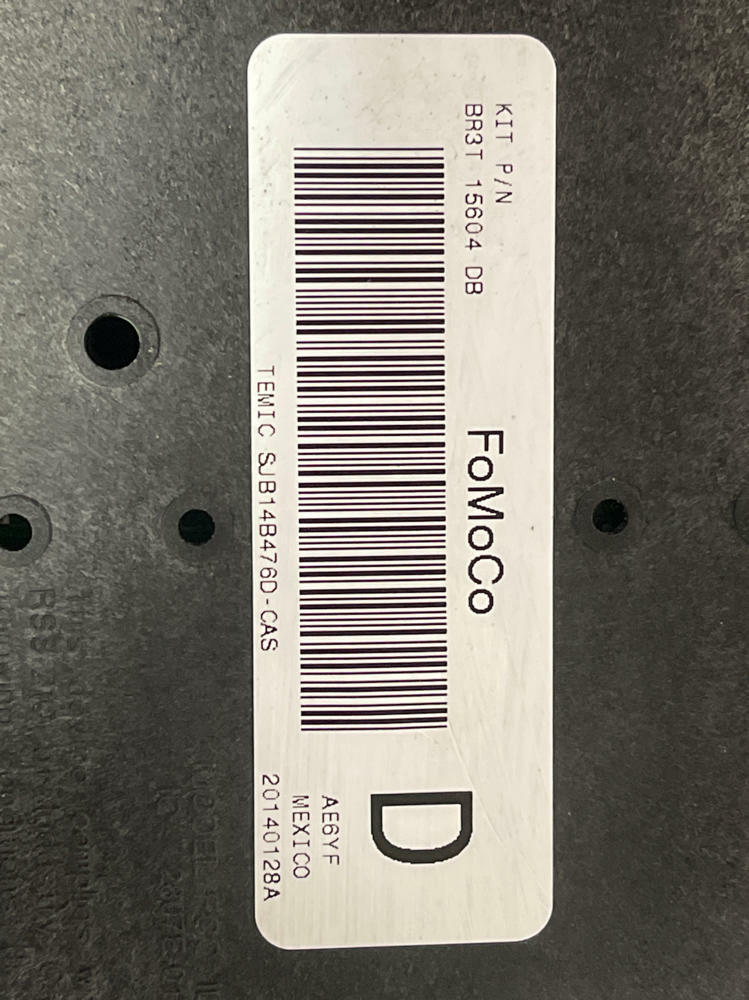 KIT P/N
BR3T 15604 DB
FoMoCo
D
TEMIC SJB14B476D-CAS
AE6YF
MEXICO
20140128A